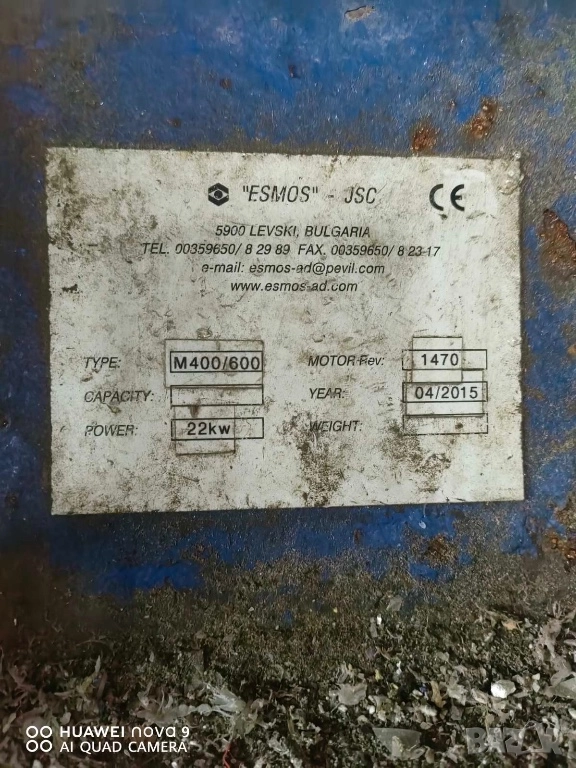 "ESMOS" - JSC CE
5900 LEVSKI, BULGARIA
TEL. 00359650/ 8 29 89 FAX. 00359650/ 8 23-17
e-mail: esmos-ad@pevil.com
www.esmos-ad.com
TYPE: M400/600 MOTOR Rev: 1470
CAPACITY: YEAR: 04/2015
POWER: 22kw WEIGHT:
HUAWEI nova 9
AI QUAD CAMERA
BAZAR